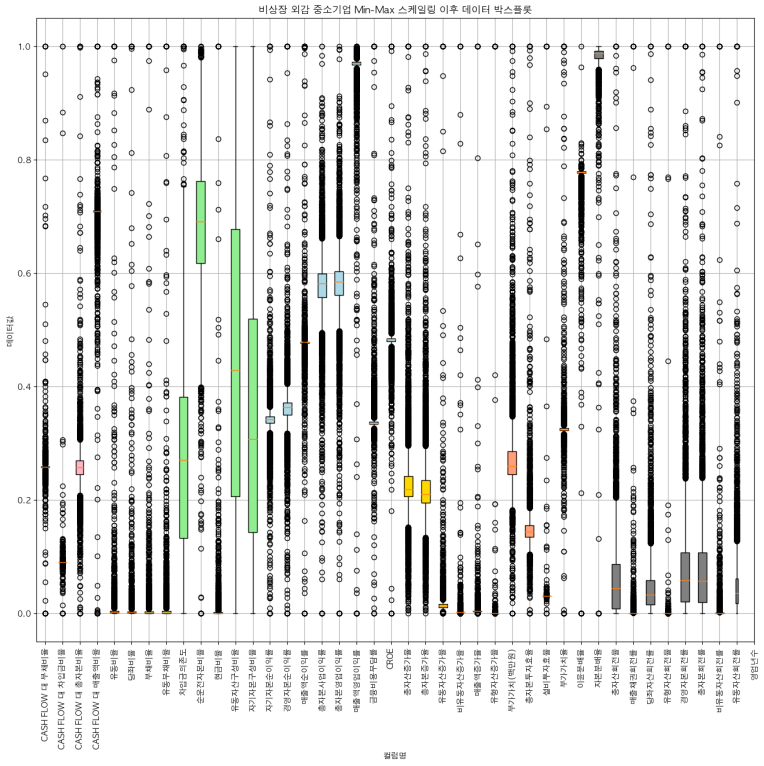 비상장 외감 중소기업 Min-Max 스케일링 이후 데이터 박스플롯
데이터값
1.0
0.8
0.6
0.4
0.2
0.0
CASH FLOW 대 부채비율
CASH FLOW 대 차입금비율
CASH FLOW 대 총자본비율
CASH FLOW 대 매출액비율
유동비율
당좌비율
부채비율
유동부채비율
차입금의존도
순운전자본비율
현금비율
유동자산구성비율
자기자본구성비율
자기자본순이익률
경영자본순이익률
매출액순이익률
총자본사업이익률
총자본영업이익률
매출액영업이익률
금융비용부담률
CROE
총자산증가율
총자본증가율
유동자산증가율
비유동자산증가율
매출액증가율
유형자산증가율
부가가치(백만원)
총자본투자효율
설비투자효율
부가가치율
이윤분배율
자본분배율
총자산회전률
매출채권회전률
당좌자산회전률
유형자산회전률
경영자본회전률
총자본회전률
비유동자산회전률
유동자산회전률
영업년수
컬럼명